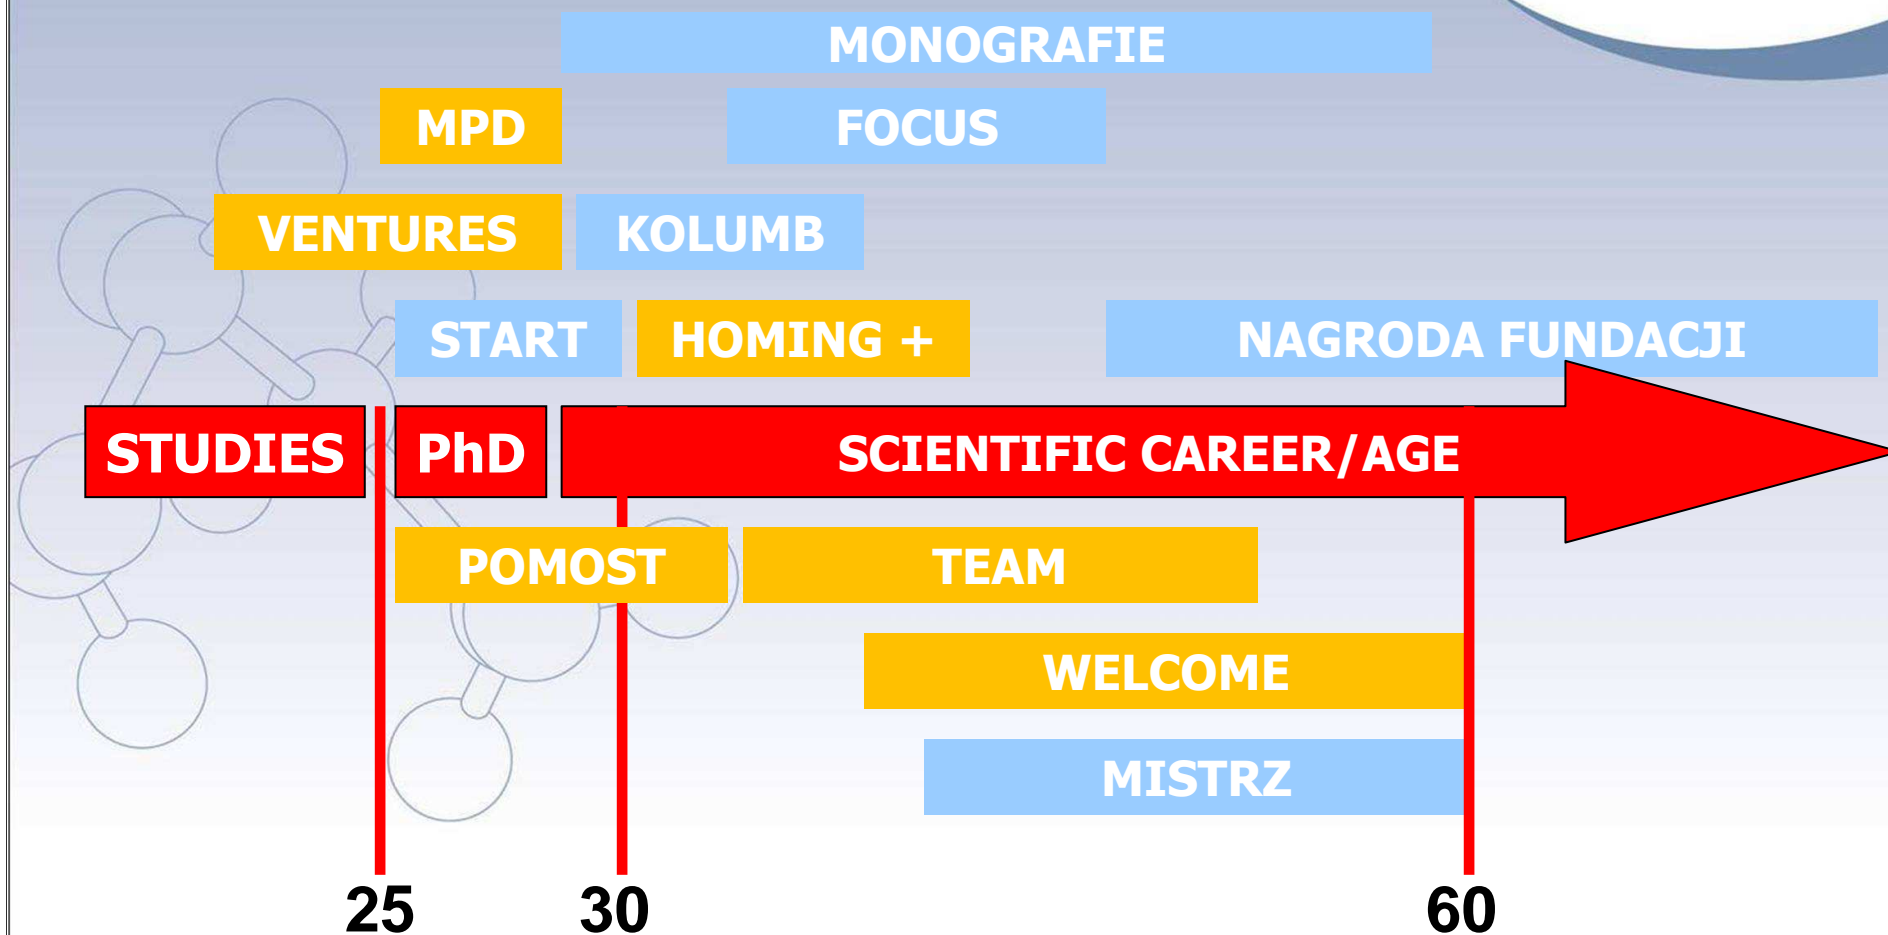 MONOGRAFIE
MPD
FOCUS
VENTURES
KOLUMB
START
HOMING +
NAGRODA FUNDACJI
STUDIES
PhD
SCIENTIFIC CAREER/AGE
POMOST
TEAM
WELCOME
MISTRZ
25
30
60